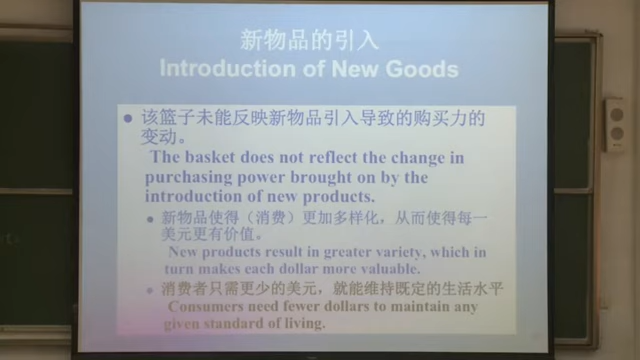 新物品的引入
Introduction of New Goods
该篮子未能反映新物品引入导致的购买力的
变动。
The basket does not reflect the change in
purchasing power brought on by the
introduction of new products.
新物品使得（消费）更加多样化，从而使得每一
美元更有价值。
New products result in greater variety, which in
turn makes each dollar more valuable.
消费者只需更少的美元，就能维持既定的生活水平
Consumers need fewer dollars to maintain any
given standard of living.